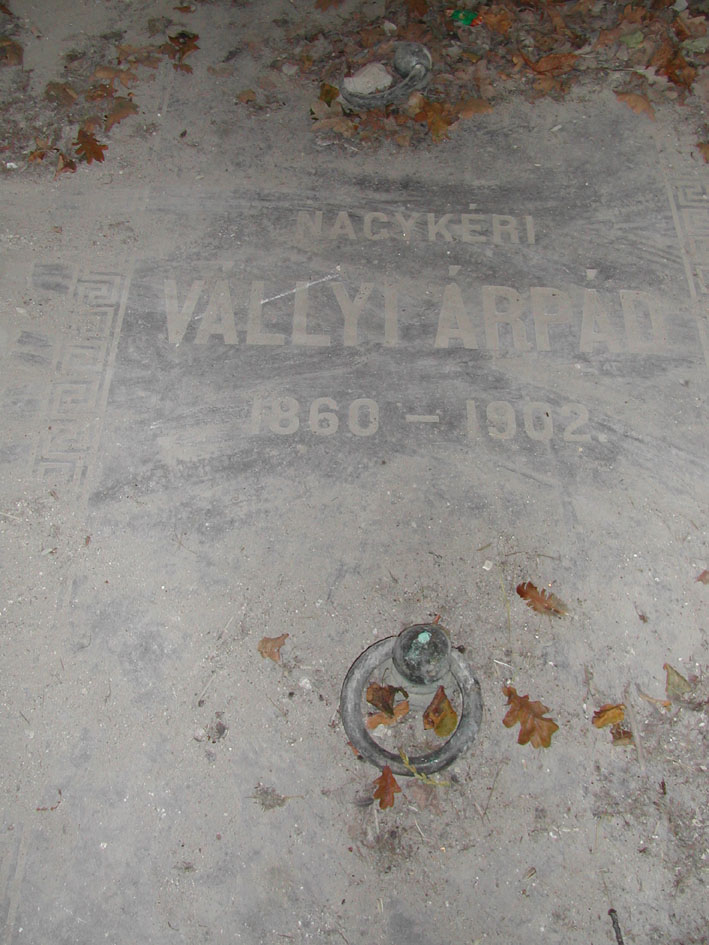 NAGYKÉRI
VÁLLYI ÁRPÁD
1860 – 1902.